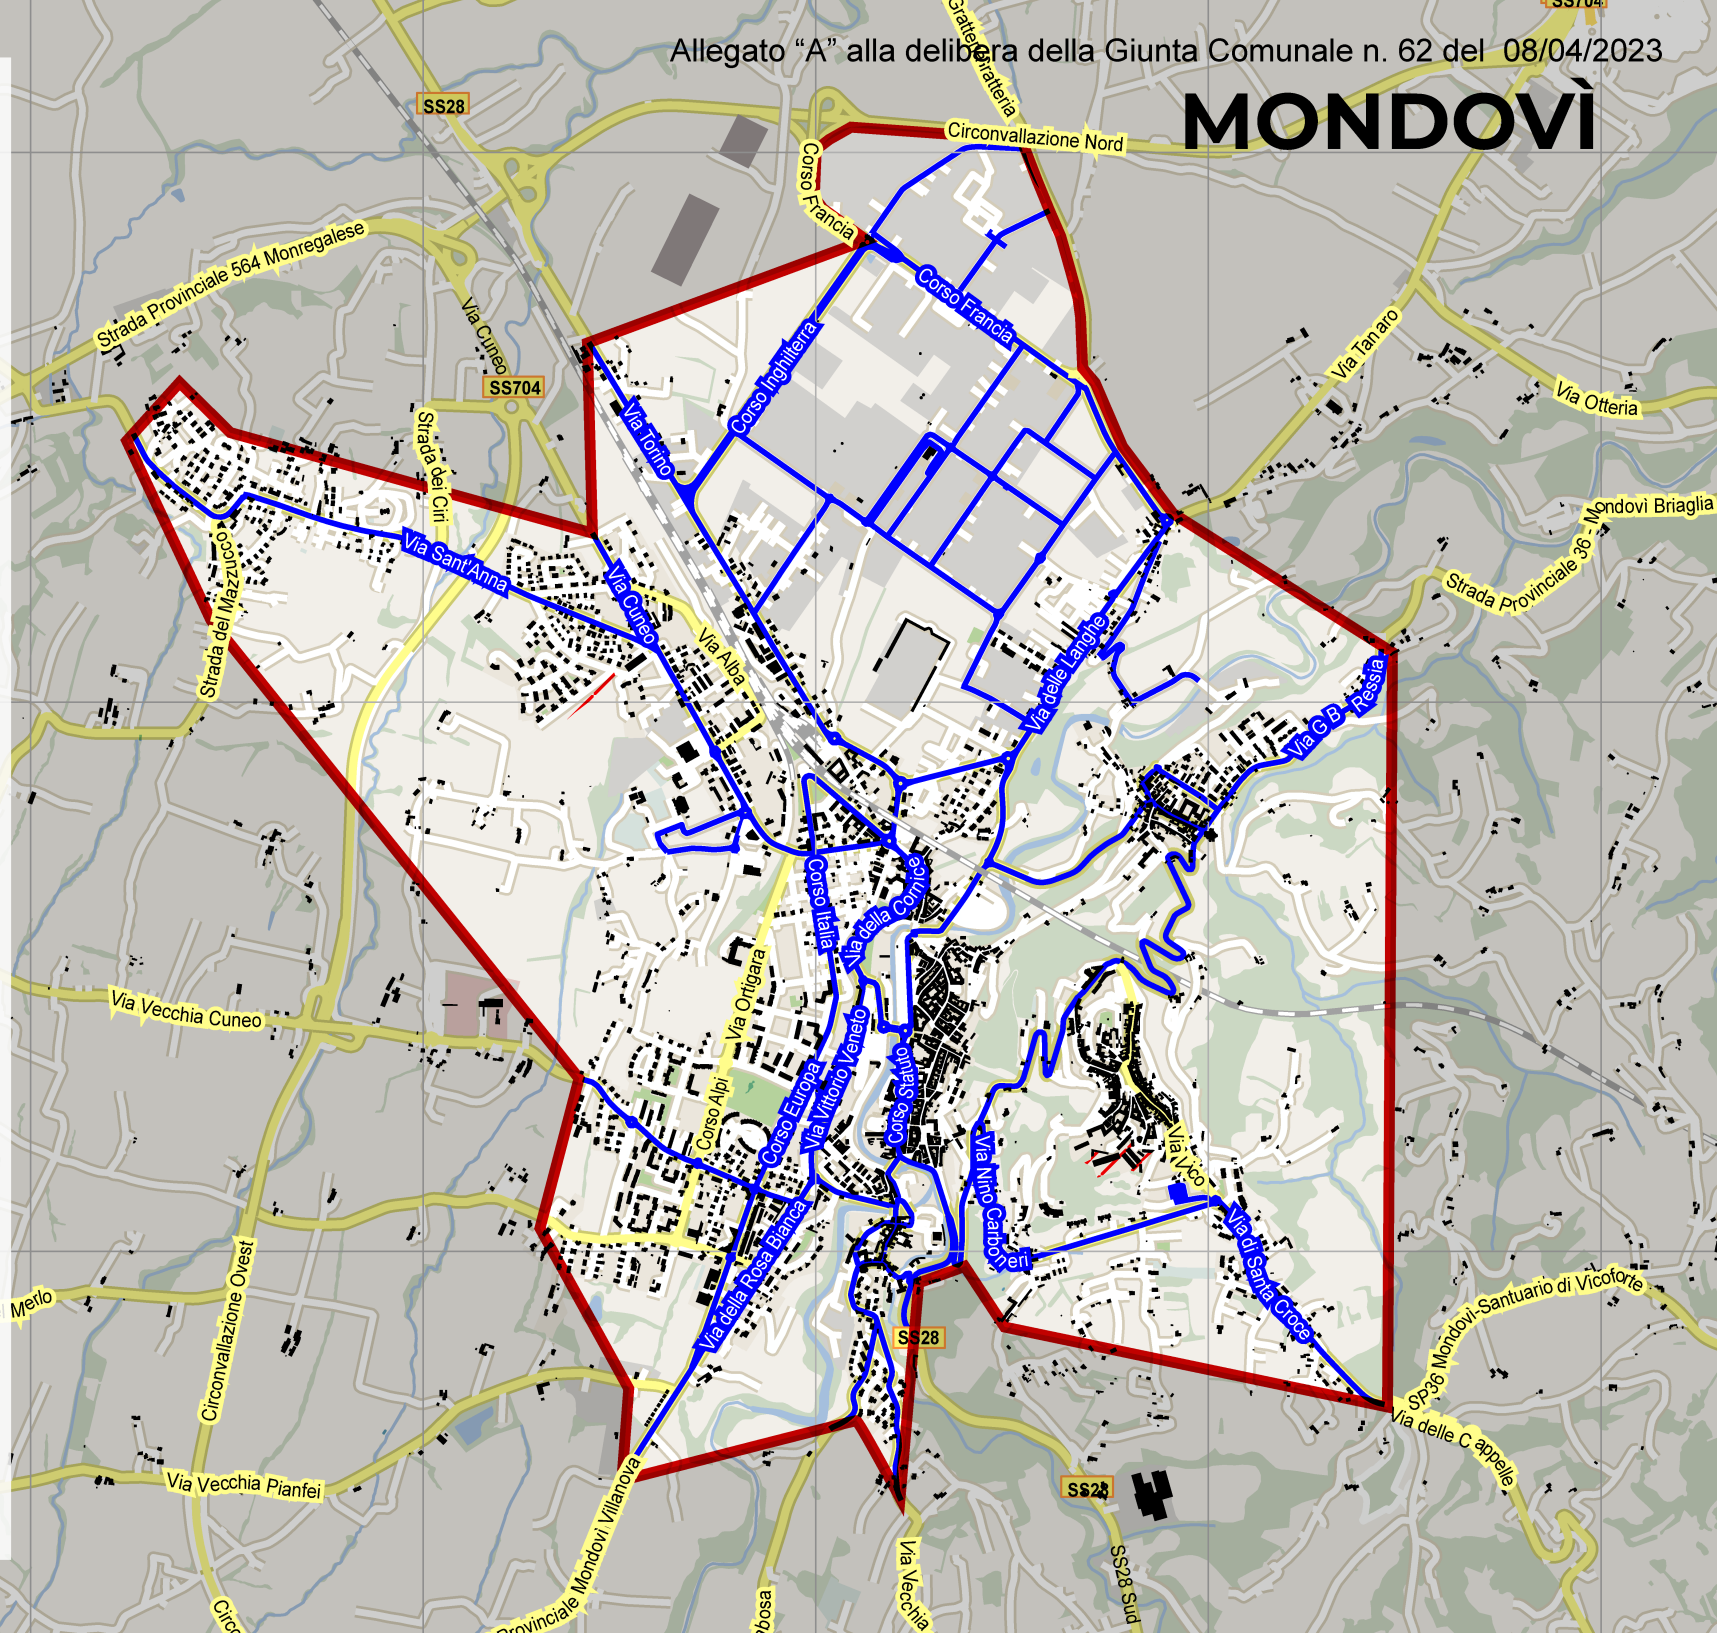 SS704
Allegato “A” alla delibera della Giunta Comunale n. 62 del 08/04/2023
MONDOVÌ
SS28
Circonvallazione Nord
Corso Francia
Strada Provinciale 564 Monregalese
Via Cuneo
SS704
Corso Francia
Corso Inghilterra
Via Torino
Via Tanaro
Via Otteria
Strada dei Ciri
Mondovì Briaglia
Strada Provinciale 36 -
Via Sant'Anna
Strada del Mazzucco
Via Cuneo
Via Alba
Via delle Langhe
Via G B Ressia
Corso Italia
Via della Cornice
Via Ortigara
Via Vecchia Cuneo
Via Vittorio Veneto
Corso Statuto
Corso Europa
Corso Alpi
Via Nino Carboneri
Via Vico
Via di Santa Croce
Via della Rosa Bianca
Circonvallazione Ovest
Merlo
SS28
SP36 Mondovì-Santuario di Vicoforte
Via delle Cappelle
Via Vecchia Pianfei
Provinciale Mondovì Villanova
SS28
SS28 Sud
Via Vecchia
Circo